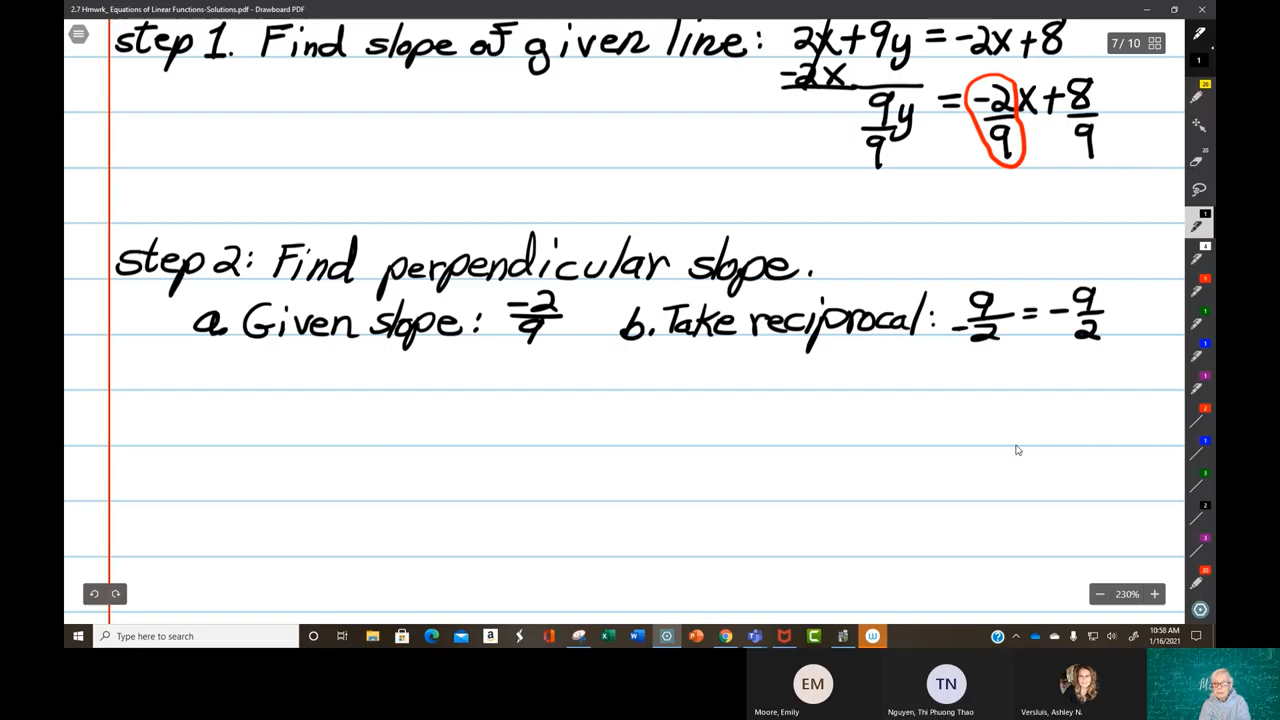 2.7 Hmwrk_ Equations of Linear Functions-Solutions.pdf - Drawboard PDF
step 1. Find slope of given line: 2x+9y = -2x+8
7 / 10
-2x
9y/9 = -2/9 x + 8/9
step 2: Find perpendicular slope.
a. Given slope: -2/9 b. Take reciprocal: 9/-2 = -9/2
230%
Type here to search
10:58 AM
1/16/2021
EM
TN
Moore, Emily
Nguyen, Thi Phuong Thao
Versluis, Ashley N.